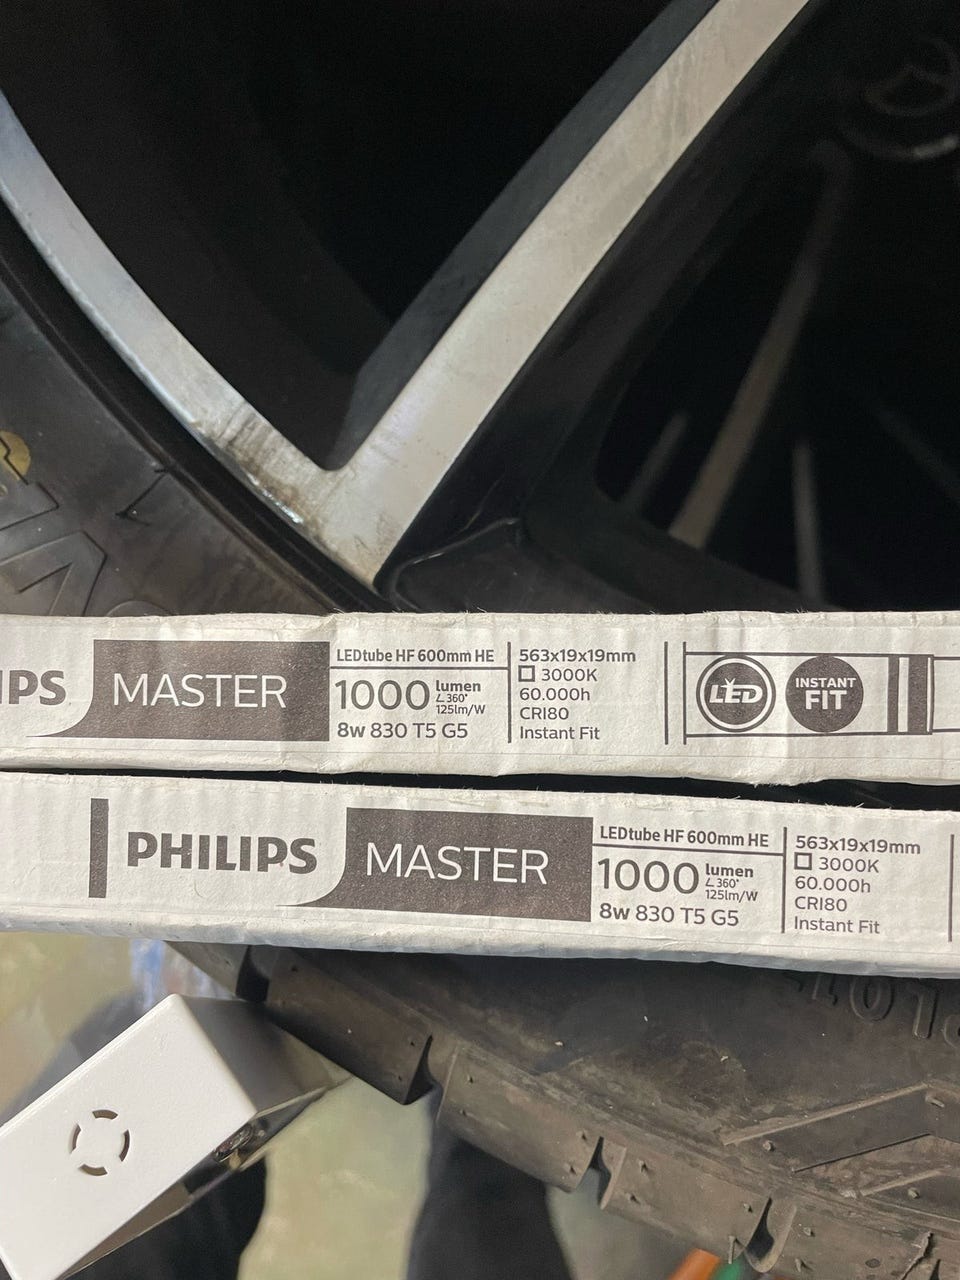 IPS
MASTER
LEDtube HF 600mm HE
1000 lumen
∠360°
125lm/W
8w 830 T5 G5
563x19x19mm
3000K
60.000h
CRI80
Instant Fit
LED
INSTANT
FIT
PHILIPS
MASTER
LEDtube HF 600mm HE
1000 lumen
∠360°
125lm/W
8w 830 T5 G5
563x19x19mm
3000K
60.000h
CRI80
Instant Fit